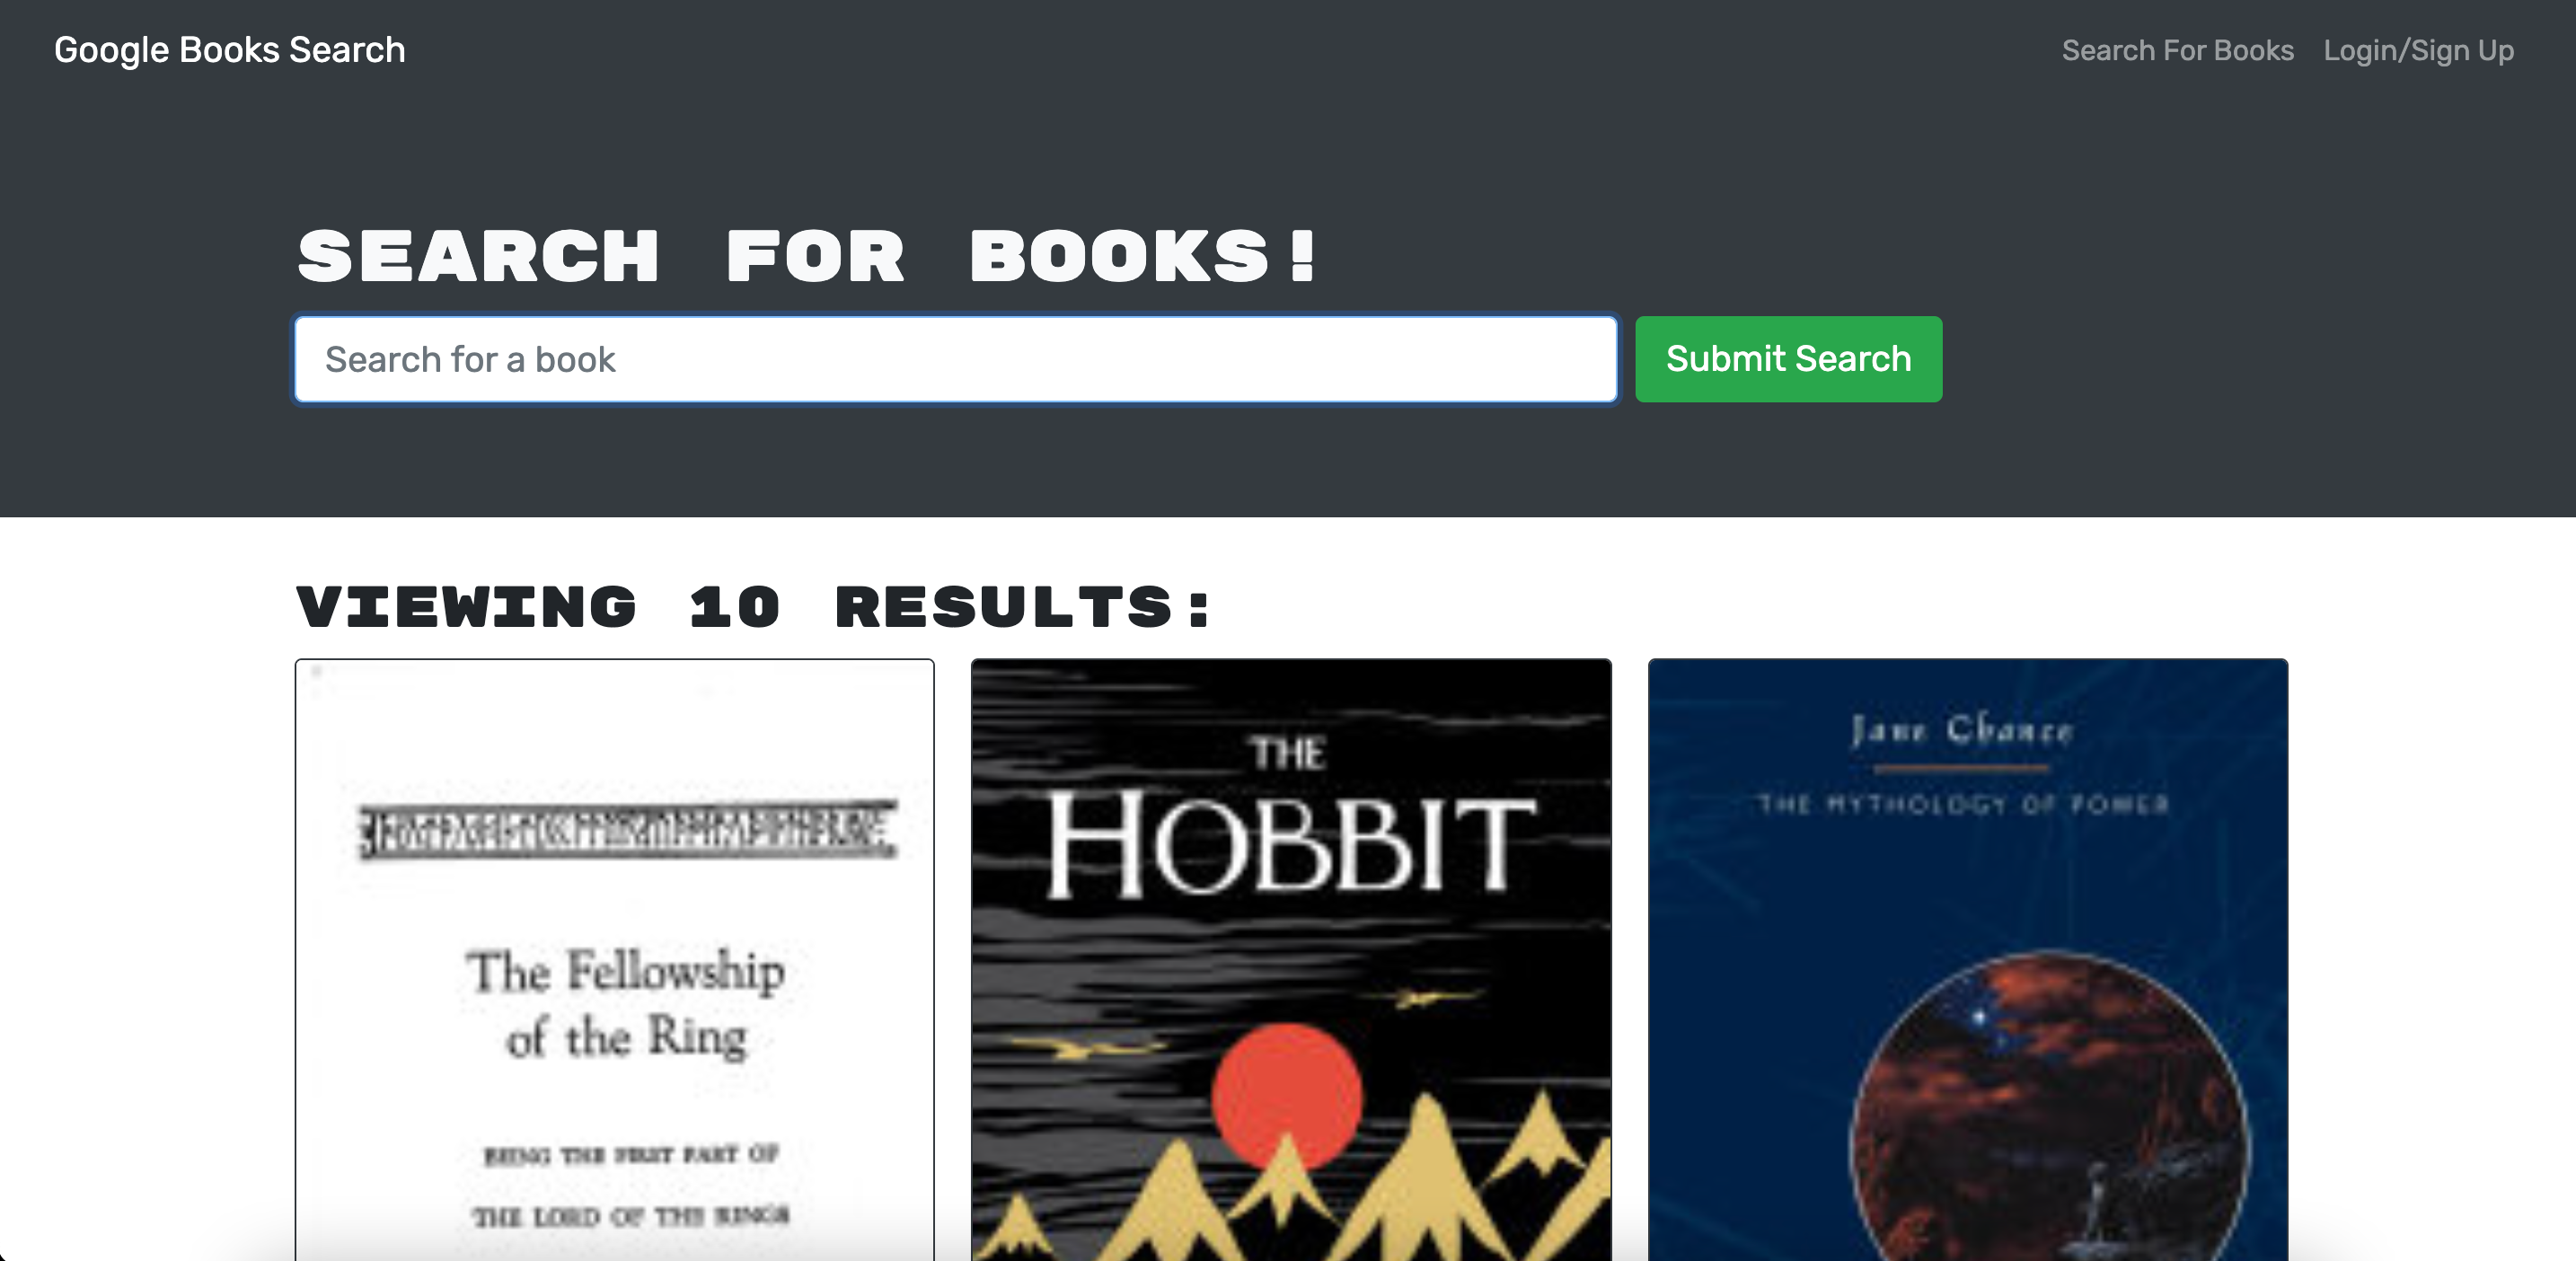 Google Books Search
Search For Books Login/Sign Up
SEARCH FOR BOOKS!
Search for a book
Submit Search
VIEWING 10 RESULTS:
The Fellowship
of the Ring
BEING THE FIRST PART OF
THE LORD OF THE RINGS
THE
HOBBIT
Jane Chance
THE MYTHOLOGY OF POWER